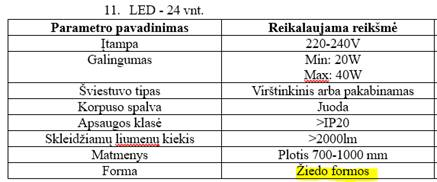 11. LED - 24 vnt.
Parametro pavadinimas Reikalaujama reikšmė
Įtampa 220-240V
Galingumas Min: 20W
Max: 40W
Šviestuvo tipas Virštinkinis arba pakabinamas
Korpuso spalva Juoda
Apsaugos klasė >IP20
Skleidžiamų liumenų kiekis >2000lm
Matmenys Plotis 700-1000 mm
Forma Žiedo formos